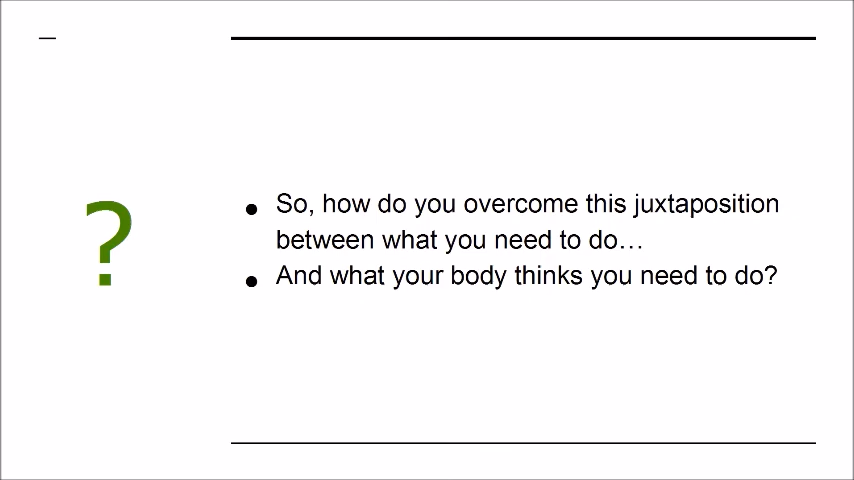 ?
So, how do you overcome this juxtaposition
between what you need to do…
And what your body thinks you need to do?